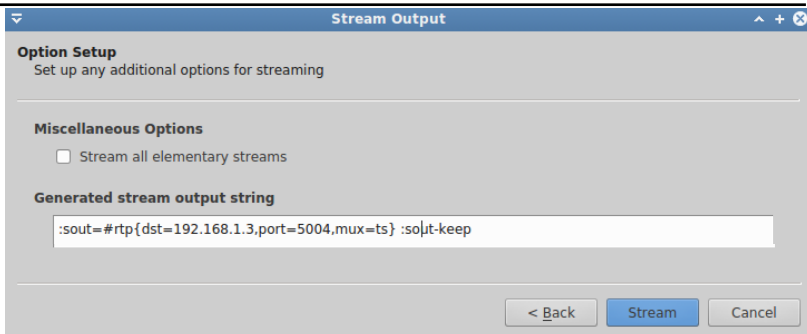 Stream Output
Option Setup
Set up any additional options for streaming
Miscellaneous Options
Stream all elementary streams
Generated stream output string
:sout=#rtp{dst=192.168.1.3,port=5004,mux=ts} :sout-keep
< Back Stream Cancel